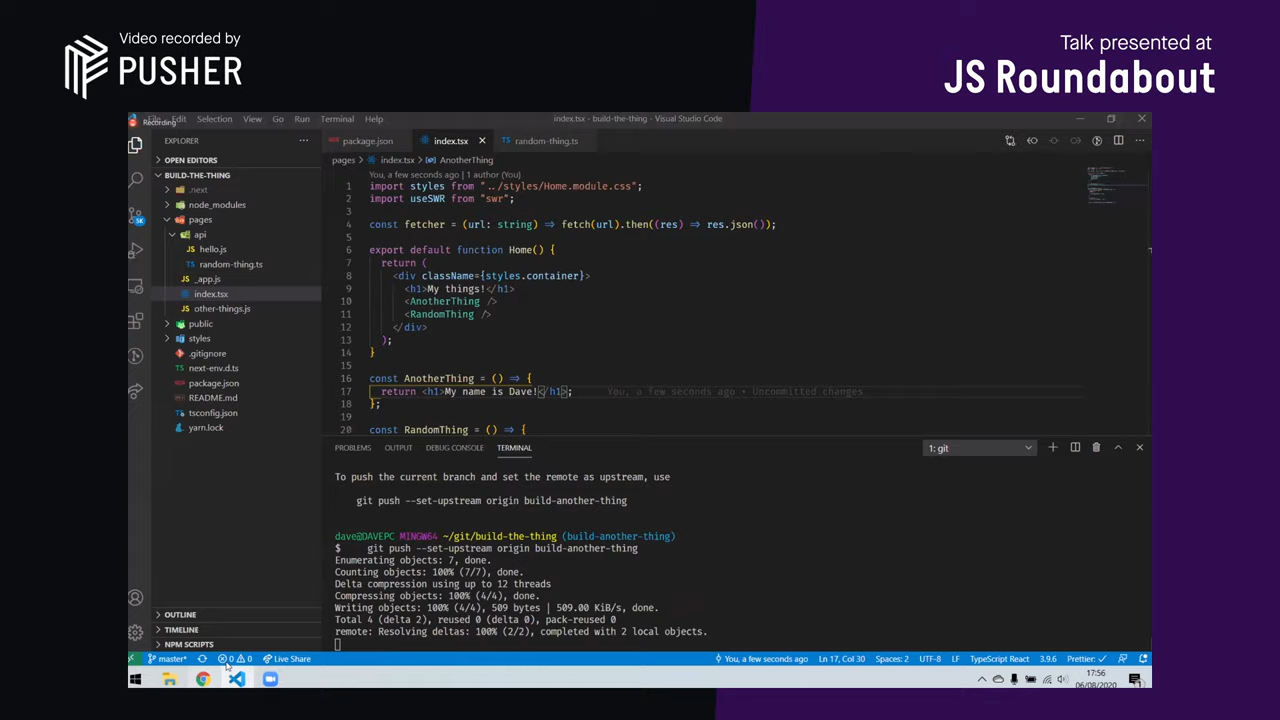 Video recorded by
PUSHER
Talk presented at
JS Roundabout
Recording
Edit Selection View Go Run Terminal Help
index.tsx - build-the-thing - Visual Studio Code
EXPLORER
OPEN EDITORS
BUILD-THE-THING
.next
node_modules
pages
api
JS hello.js
TS random-thing.ts
JS _app.js
index.tsx
JS other-things.js
public
styles
.gitignore
TS next-env.d.ts
package.json
README.md
tsconfig.json
yarn.lock
OUTLINE
TIMELINE
NPM SCRIPTS
5K
package.json
index.tsx
TS random-thing.ts
pages > index.tsx > AnotherThing
You, a few seconds ago | 1 author (You)
1 import styles from "../styles/Home.module.css";
2 import useSWR from "swr";
3
4 const fetcher = (url: string) ⇒ fetch(url).then((res) ⇒ res.json());
5
6 export default function Home() {
7 return (
8 <div className={styles.container}>
9 <h1>My things!</h1>
10 <AnotherThing />
11 <RandomThing />
12 </div>
13 );
14 }
15
16 const AnotherThing = () ⇒ {
17 return <h1>My name is Dave!</h1>; You, a few seconds ago • Uncommitted changes
18 };
19
20 const RandomThing = () ⇒ {
PROBLEMS OUTPUT DEBUG CONSOLE TERMINAL
1: git
To push the current branch and set the remote as upstream, use
git push --set-upstream origin build-another-thing
dave@DAVEPC MINGW64 ~/git/build-the-thing (build-another-thing)
$ git push --set-upstream origin build-another-thing
Enumerating objects: 7, done.
Counting objects: 100% (7/7), done.
Delta compression using up to 12 threads
Compressing objects: 100% (4/4), done.
Writing objects: 100% (4/4), 509 bytes | 509.00 KiB/s, done.
Total 4 (delta 2), reused 0 (delta 0), pack-reused 0
remote: Resolving deltas: 100% (2/2), completed with 2 local objects.
master* 0 0 Live Share
You, a few seconds ago Ln 17, Col 30 Spaces: 2 UTF-8 LF TypeScript React 3.9.6 Prettier: ✓
17:56
06/08/2020